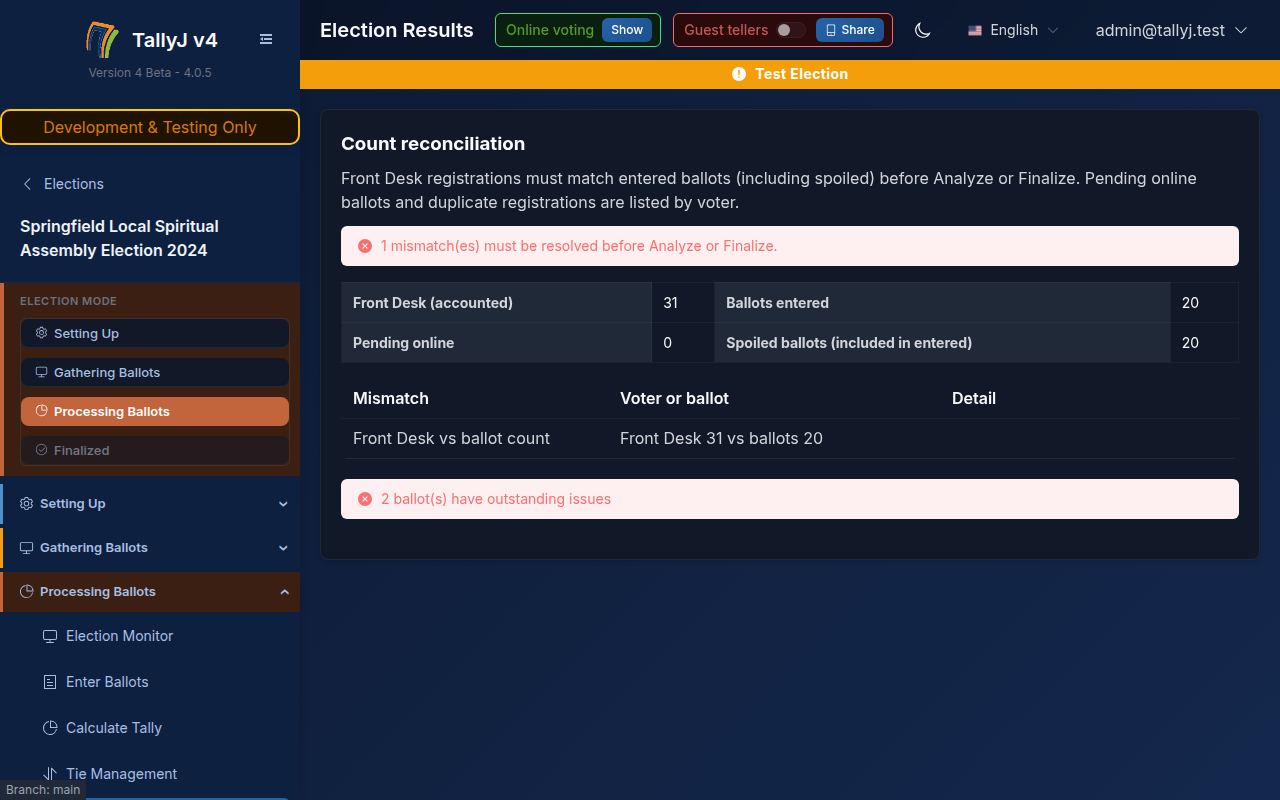 TallyJ v4
Version 4 Beta - 4.0.5
Development & Testing Only
Elections
Springfield Local Spiritual
Assembly Election 2024
ELECTION MODE
Setting Up
Gathering Ballots
Processing Ballots
Finalized
Setting Up
Gathering Ballots
Processing Ballots
Election Monitor
Enter Ballots
Calculate Tally
Tie Management
Branch: main
Election Results
Online voting Show
Guest tellers Share
English
admin@tallyj.test
Test Election
Count reconciliation
Front Desk registrations must match entered ballots (including spoiled) before Analyze or Finalize. Pending online
ballots and duplicate registrations are listed by voter.
1 mismatch(es) must be resolved before Analyze or Finalize.
Front Desk (accounted) 31 Ballots entered 20
Pending online 0 Spoiled ballots (included in entered) 20
Mismatch Voter or ballot Detail
Front Desk vs ballot count Front Desk 31 vs ballots 20
2 ballot(s) have outstanding issues